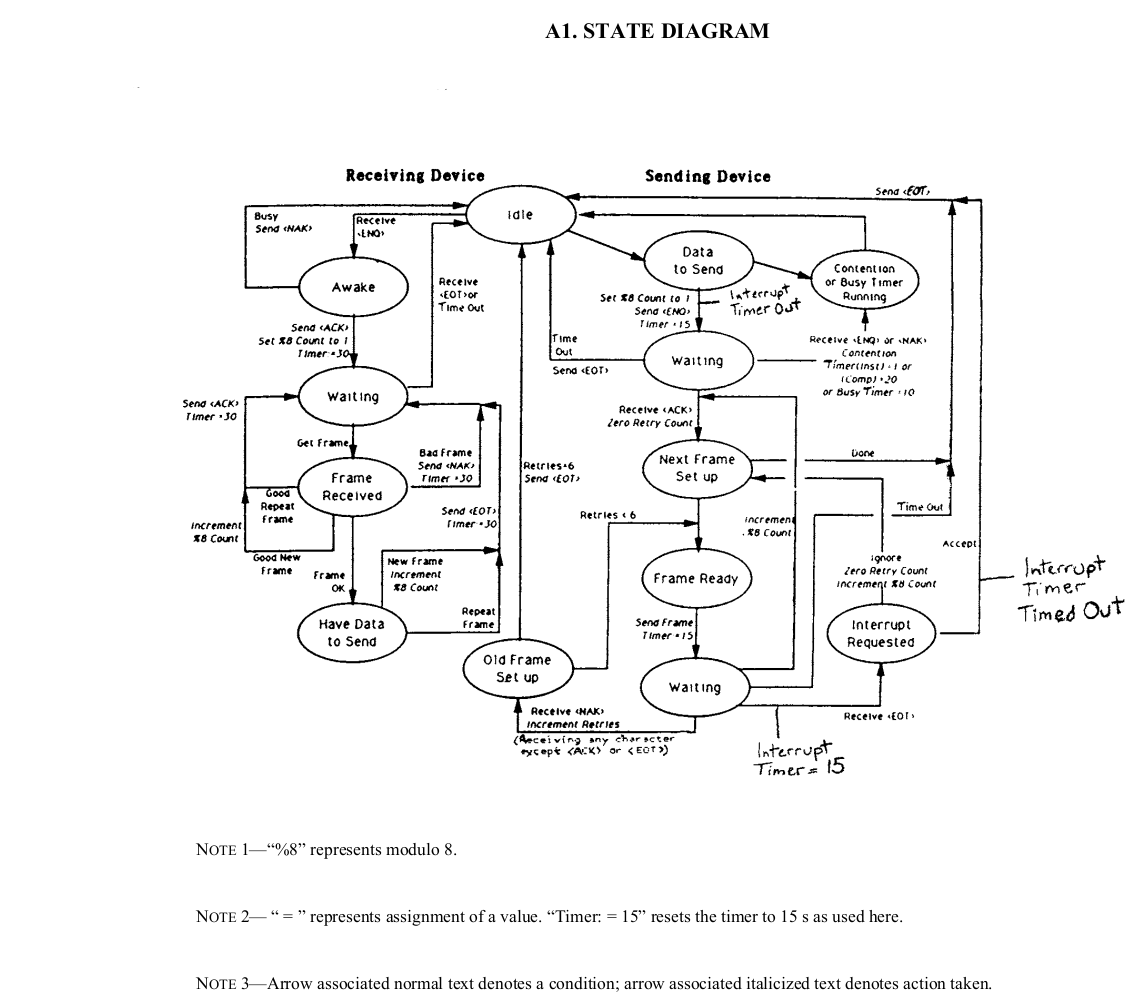 A1. STATE DIAGRAM
Receiving Device
Sending Device
Send <EOT>
Idle
Busy
Send <NAK>
Receive
<ENQ>
Data
to Send
Contention
or Busy Timer
Running
Awake
Receive
<EOT>or
Time Out
Set %8 Count to 1
Send <ENQ>
Timer =15
Interrupt
Timer Out
Send <ACK>
Set %8 Count to 1
Timer =30
Time
Out
Send <EOT>
Waiting
Receive <ENQ> or <NAK>
Contention
Timer(Inst) =1 or
(Comp) =20
or Busy Timer =10
Waiting
Send <ACK>
Timer =30
Receive <ACK>
Zero Retry Count
Get Frame
Bad Frame
Send <NAK>
Timer =30
Next Frame
Set up
Done
Frame
Received
Retries=6
Send <EOT>
Good
Repeat
Frame
Increment
%8 Count
Send <EOT>
Timer =30
Retries <6
Increment
%8 Count
Time Out
Accept
Good New
Frame
New Frame
Increment
%8 Count
Frame
OK
Frame Ready
Ignore
Zero Retry Count
Increment %8 Count
Interrupt
Timer
Timed Out
Repeat
Frame
Have Data
to Send
Send Frame
Timer =15
Interrupt
Requested
Old Frame
Set up
Waiting
Receive <NAK>
Increment Retries
(Receiving any character
except <ACK> or <EOT>)
Receive <EOT>
Interrupt
Timer = 15
NOTE 1—“%8” represents modulo 8.
NOTE 2— “ = ” represents assignment of a value. “Timer: = 15” resets the timer to 15 s as used here.
NOTE 3—Arrow associated normal text denotes a condition; arrow associated italicized text denotes action taken.